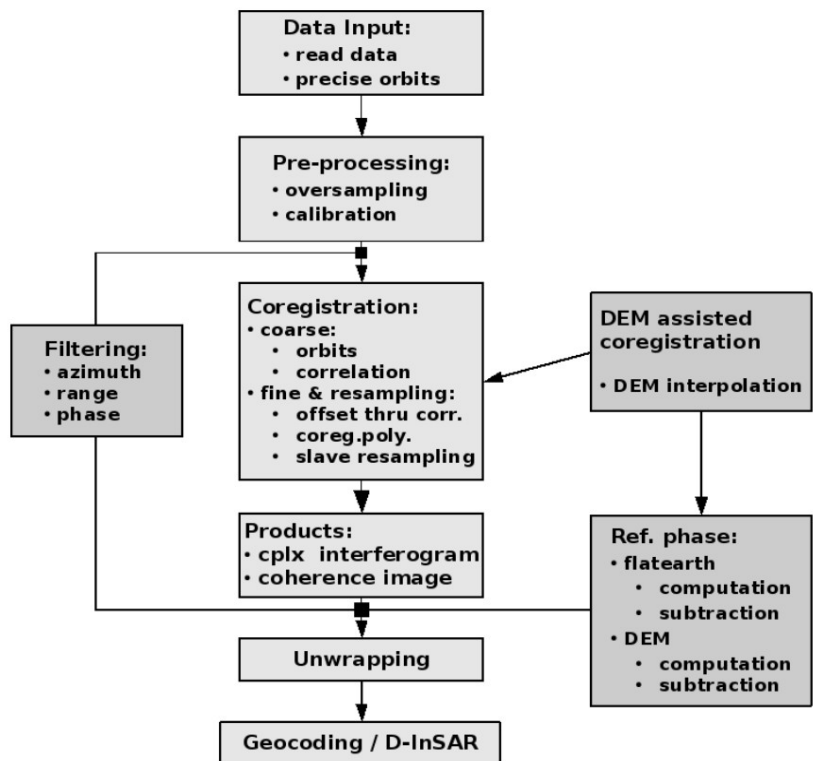 Data Input:
• read data
• precise orbits
Pre-processing:
• oversampling
• calibration
Coregistration:
• coarse:
• orbits
• correlation
• fine & resampling:
• offset thru corr.
• coreg.poly.
• slave resampling
Filtering:
• azimuth
• range
• phase
DEM assisted
coregistration
• DEM interpolation
Products:
• cplx interferogram
• coherence image
Ref. phase:
• flatearth
• computation
• subtraction
• DEM
• computation
• subtraction
Unwrapping
Geocoding / D-InSAR